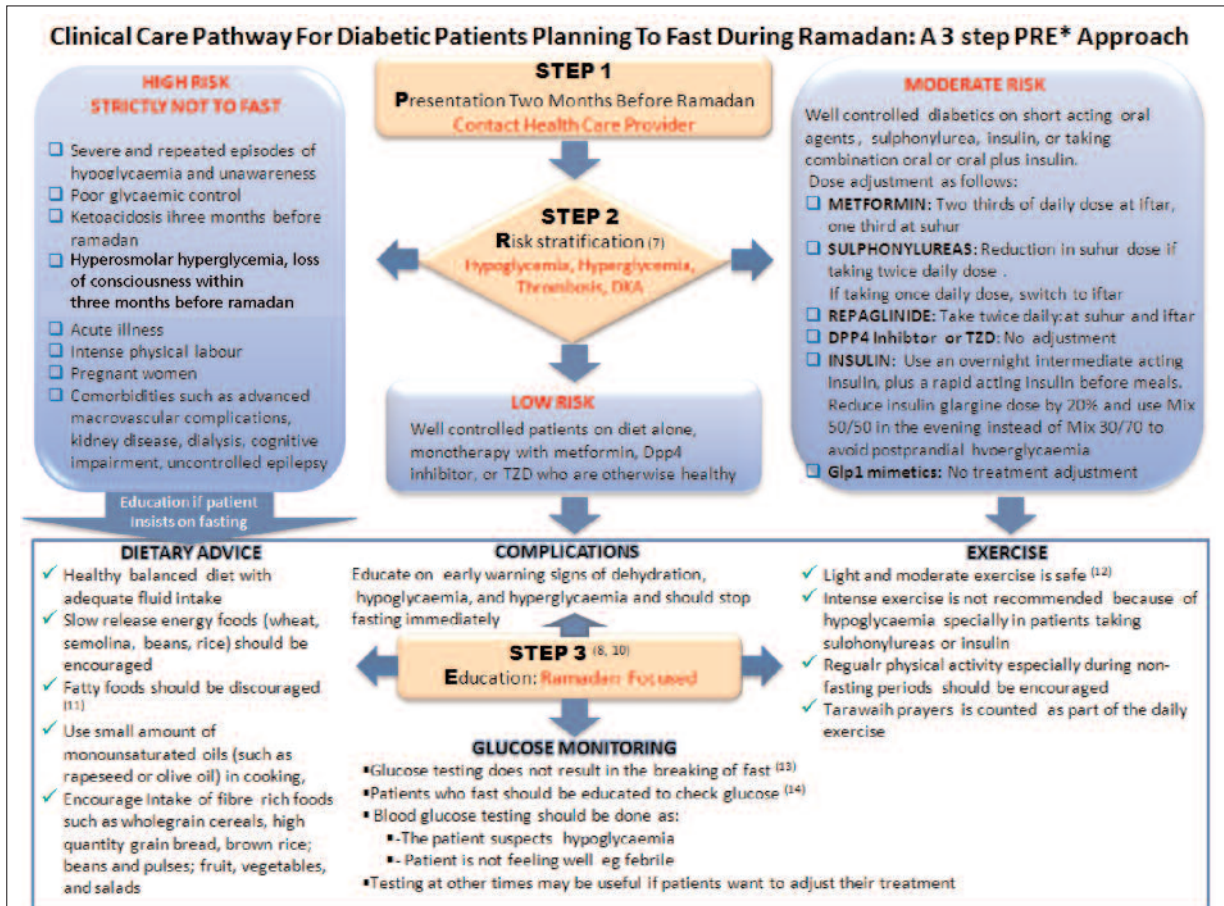 Clinical Care Pathway For Diabetic Patients Planning To Fast During Ramadan: A 3 step PRE* Approach
HIGH RISK
STRICTLY NOT TO FAST
❑ Severe and repeated episodes of
hypoglycaemia and unawareness
❑ Poor glycaemic control
❑ Ketoacidosis three months before
ramadan
❑ Hyperosmolar hyperglycemia, loss
of consciousness within
three months before ramadan
❑ Acute illness
❑ Intense physical labour
❑ Pregnant women
❑ Comorbidities such as advanced
macrovascular complications,
kidney disease, dialysis, cognitive
impairment, uncontrolled epilepsy
Education if patient
Insists on fasting
STEP 1
Presentation Two Months Before Ramadan
Contact Health Care Provider
STEP 2
Risk stratification (7)
Hypoglycemia, Hyperglycemia,
Thrombosis, DKA
LOW RISK
Well controlled patients on diet alone,
monotherapy with metformin, Dpp4
inhibitor, or TZD who are otherwise healthy
MODERATE RISK
Well controlled diabetics on short acting oral
agents, sulphonylurea, insulin, or taking
combination oral or oral plus insulin.
Dose adjustment as follows:
❑ METFORMIN: Two thirds of daily dose at iftar,
one third at suhur
❑ SULPHONYLUREAS: Reduction in suhur dose if
taking twice daily dose .
If taking once daily dose, switch to iftar
❑ REPAGLINIDE: Take twice daily: at suhur and iftar
❑ DPP4 Inhibtor or TZD: No adjustment
❑ INSULIN: Use an overnight intermediate acting
Insulin, plus a rapid acting insulin before meals.
Reduce insulin glargine dose by 20% and use Mix
50/50 in the evening instead of Mix 30/70 to
avoid postprandial hyperglycaemia
❑ Glp1 mimetics: No treatment adjustment
DIETARY ADVICE
✓ Healthy balanced diet with
adequate fluid intake
✓ Slow release energy foods (wheat,
semolina, beans, rice) should be
encouraged
✓ Fatty foods should be discouraged
(11)
✓ Use small amount of
monounsaturated oils (such as
rapeseed or olive oil) in cooking,
✓ Encourage Intake of fibre rich foods
such as wholegrain cereals, high
quantity grain bread, brown rice;
beans and pulses; fruit, vegetables,
and salads
COMPLICATIONS
Educate on early warning signs of dehydration,
hypoglycaemia, and hyperglycaemia and should stop
fasting immediately
STEP 3 (8, 10)
Education: Ramadan Focused
GLUCOSE MONITORING
▪Glucose testing does not result in the breaking of fast (13)
▪Patients who fast should be educated to check glucose (14)
▪ Blood glucose testing should be done as:
▪-The patient suspects hypoglycaemia
▪- Patient is not feeling well eg febrile
▪Testing at other times may be useful if patients want to adjust their treatment
EXERCISE
✓ Light and moderate exercise is safe (12)
✓ Intense exercise is not recommended because of
hypoglycaemia specially in patients taking
sulohonylureas or insulin
✓ Regualr physical activity especially during non-
fasting periods should be encouraged
✓ Tarawaih prayers is counted as part of the daily
exercise